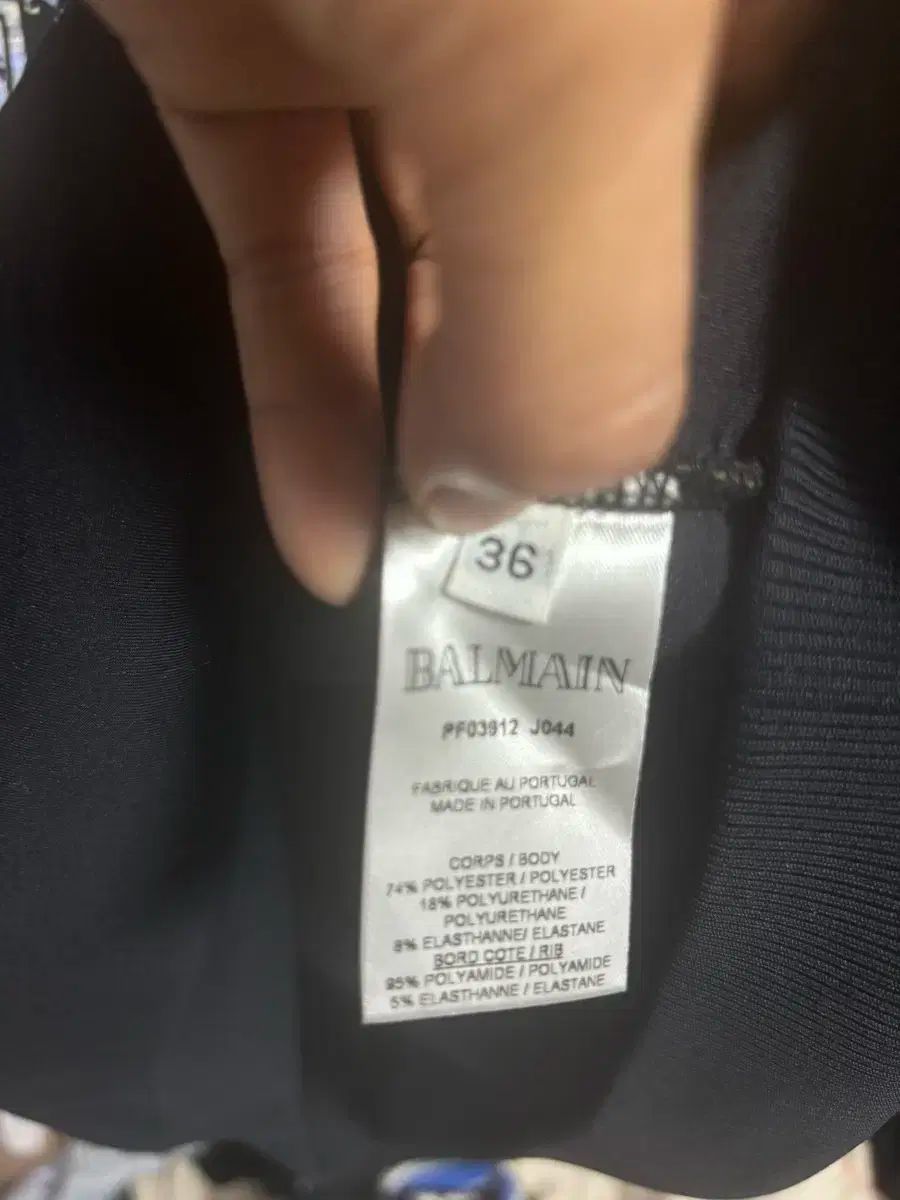 36
BALMAIN
PF03912 J044
FABRIQUE AU PORTUGAL
MADE IN PORTUGAL
CORPS / BODY
74% POLYESTER / POLYESTER
18% POLYURETHANE /
POLYURETHANE
8% ELASTHANNE/ ELASTANE
BORD COTE / RIB
95% POLYAMIDE / POLYAMIDE
5% ELASTHANNE / ELASTANE